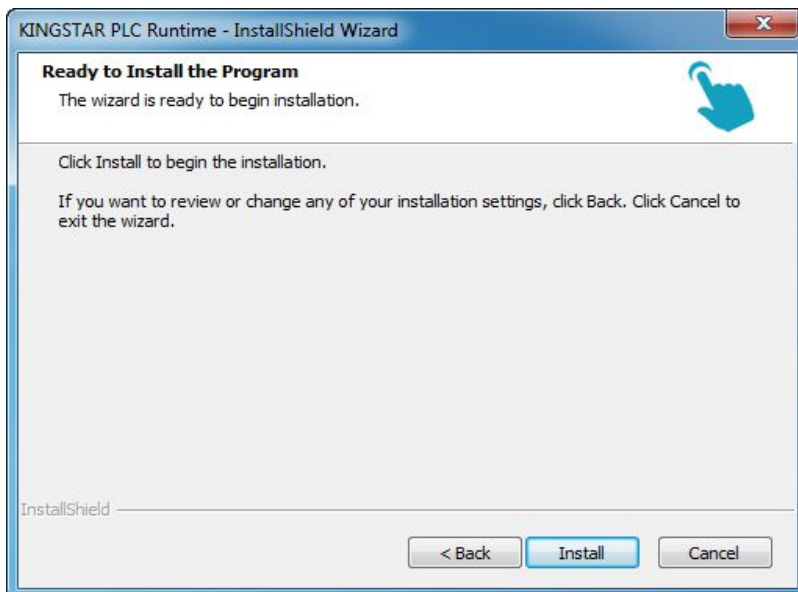 KINGSTAR PLC Runtime - InstallShield Wizard
Ready to Install the Program
The wizard is ready to begin installation.
Click Install to begin the installation.
If you want to review or change any of your installation settings, click Back. Click Cancel to
exit the wizard.
InstallShield
< Back Install Cancel